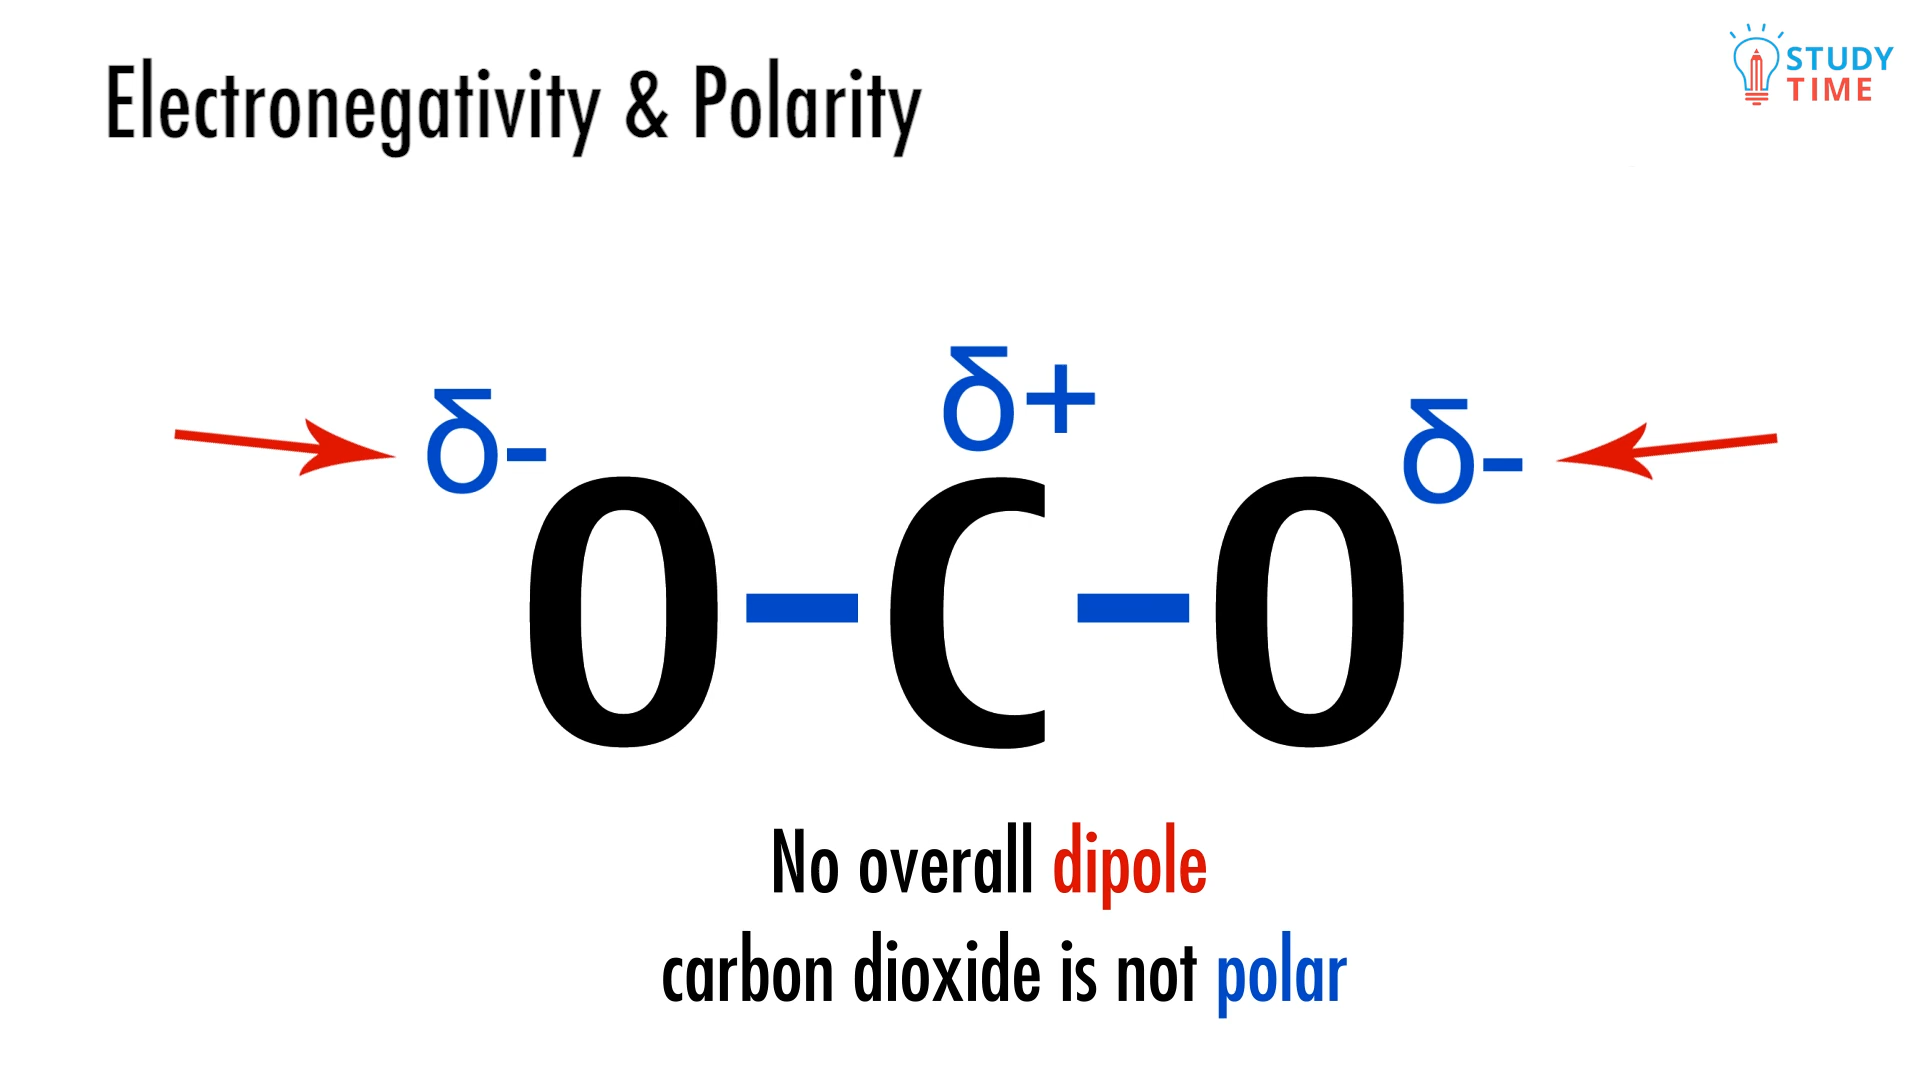 Electronegativity & Polarity
STUDY
TIME
δ-
δ+
δ-
O-C-O
No overall dipole
carbon dioxide is not polar